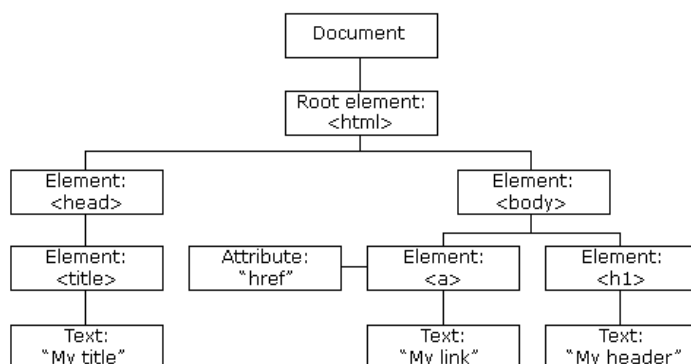 Document
Root element:
<html>
Element:
<head>
Element:
<body>
Element:
<title>
Attribute:
“href”
Element:
<a>
Element:
<h1>
Text:
“My title”
Text:
“My link”
Text:
“My header”